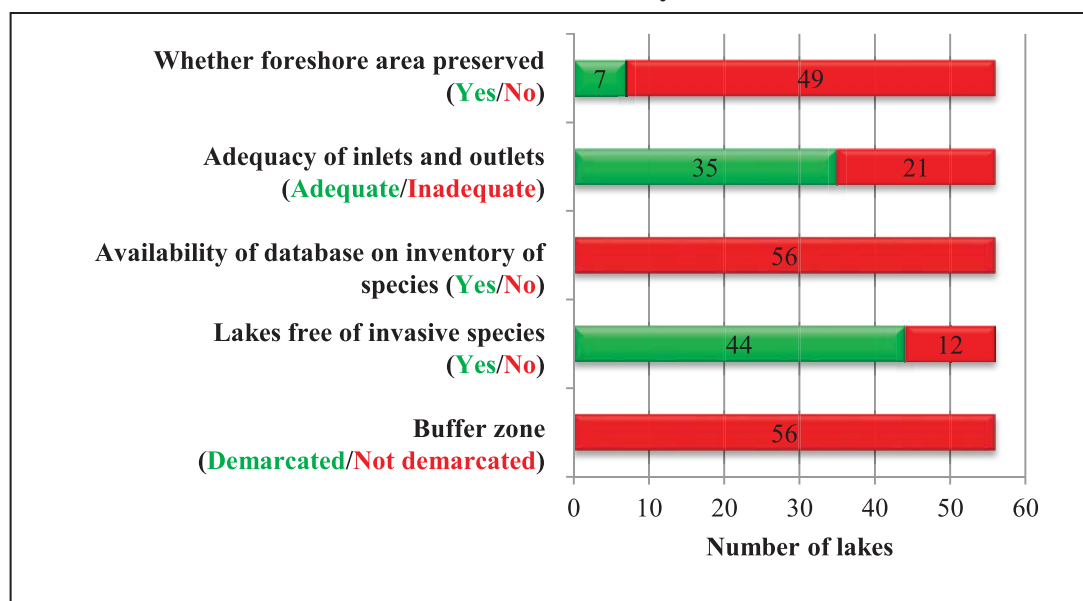 Whether foreshore area preserved
(Yes/No)
7 49
Adequacy of inlets and outlets
(Adequate/Inadequate)
35 21
Availability of database on inventory of
species (Yes/No)
56
Lakes free of invasive species
(Yes/No)
44 12
Buffer zone
(Demarcated/Not demarcated)
56
0 10 20 30 40 50 60
Number of lakes